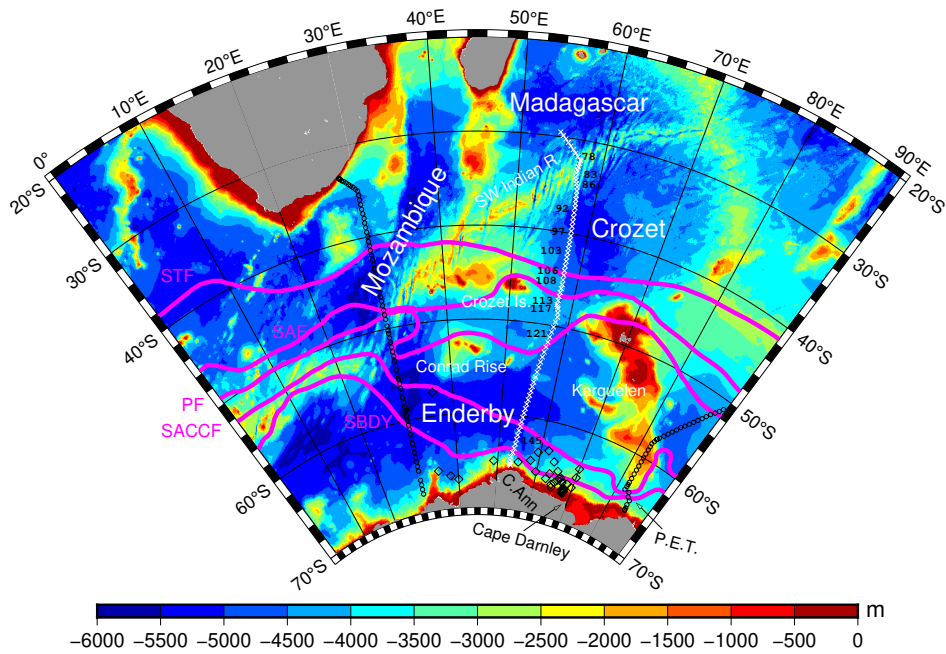 40°E
50°E
30°E
60°E
20°E
70°E
10°E
80°E
0°
90°E
20°S
20°S
Madagascar
78
83
86
SW Indian R.
92
Mozambique
97
Crozet
30°S
30°S
103
STF
106
108
Crozet Is.
113
117
SAF
121
40°S
40°S
Conrad Rise
Kerguelen
PF
SACCF
SBDY
Enderby
50°S
50°S
145
C.Ann
60°S
60°S
Cape Darnley
P.E.T.
70°S
70°S
m
−6000 −5500 −5000 −4500 −4000 −3500 −3000 −2500 −2000 −1500 −1000 −500 0